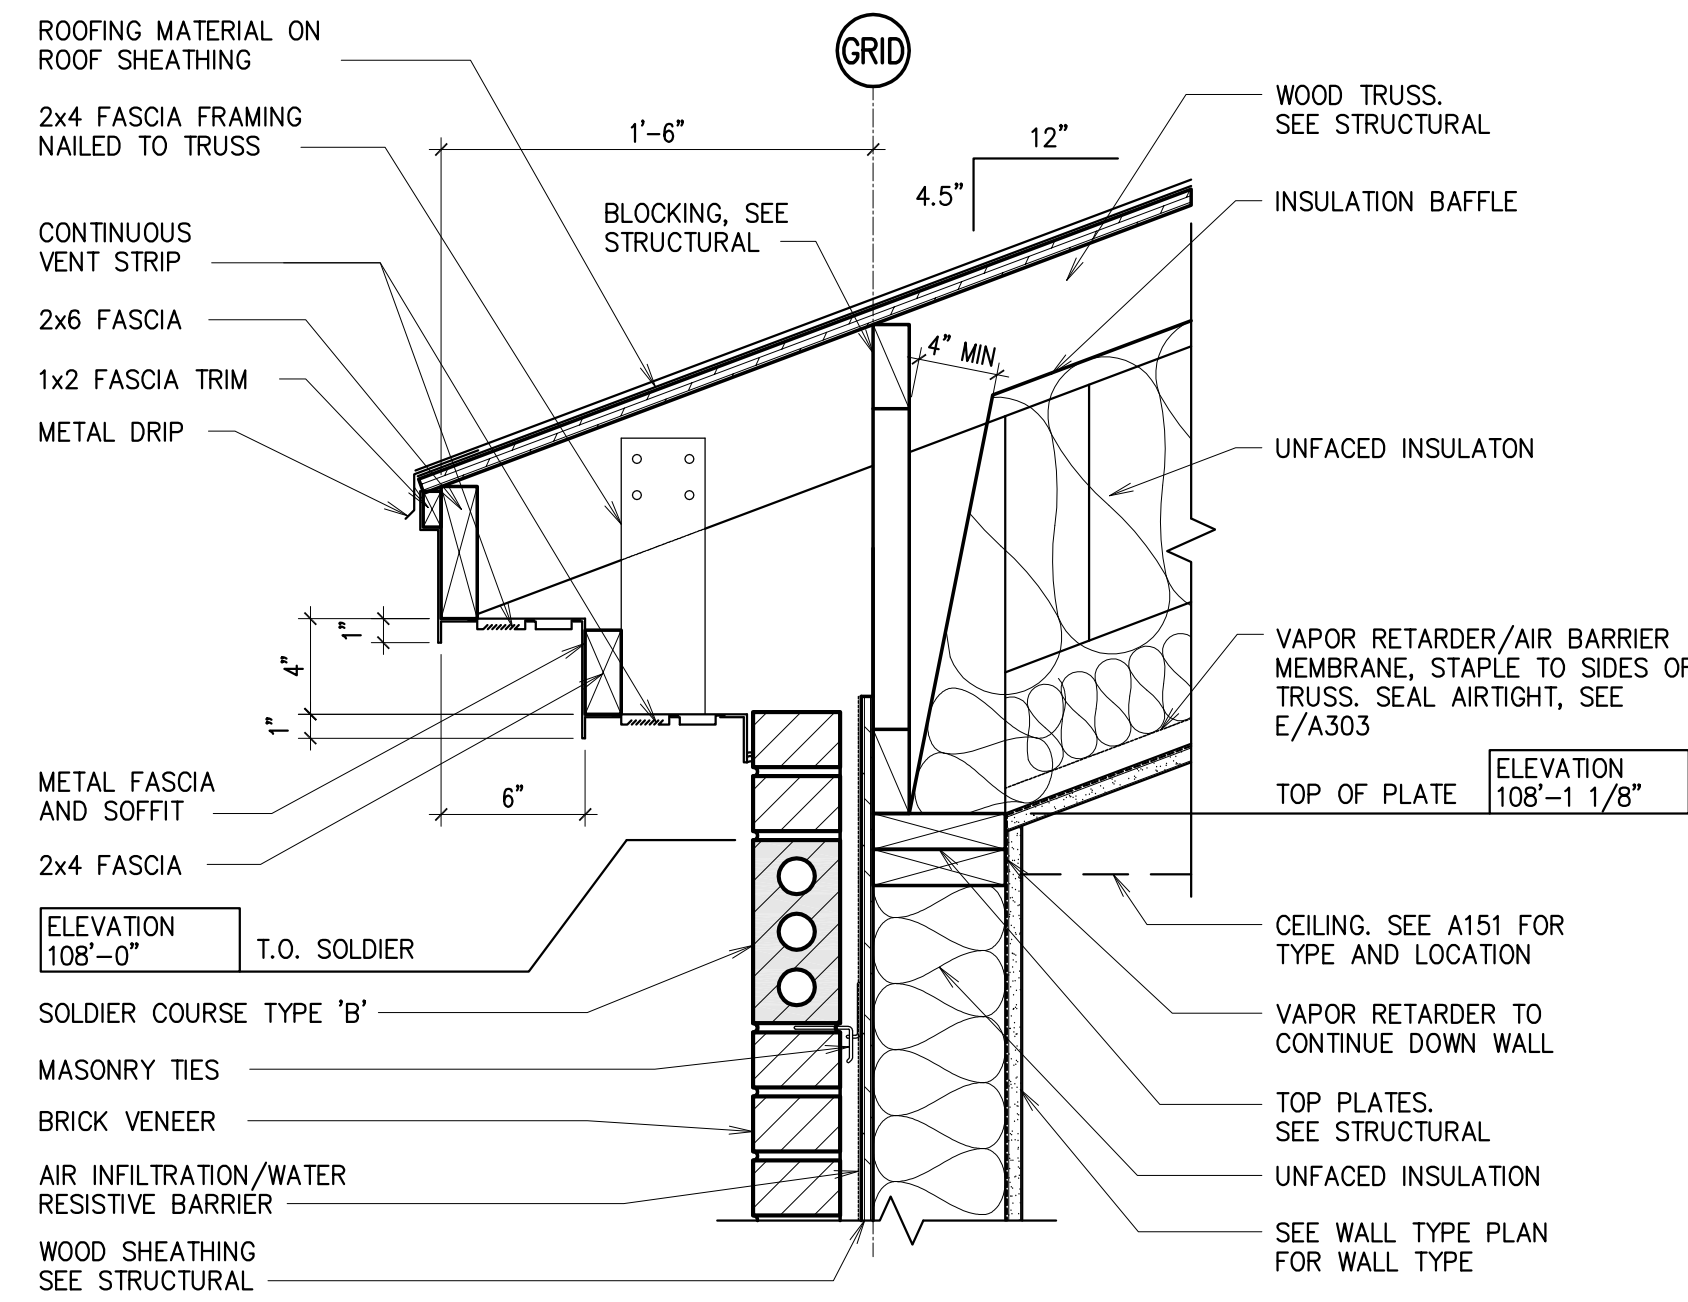 ROOFING MATERIAL ON
ROOF SHEATHING
2x4 FASCIA FRAMING
NAILED TO TRUSS
CONTINUOUS
VENT STRIP
2x6 FASCIA
1x2 FASCIA TRIM
METAL DRIP
GRID
1'-6"
12"
4.5"
BLOCKING, SEE
STRUCTURAL
4" MIN
1"
4"
1"
6"
METAL FASCIA
AND SOFFIT
2x4 FASCIA
ELEVATION
108'-0"
T.O. SOLDIER
SOLDIER COURSE TYPE 'B'
MASONRY TIES
BRICK VENEER
AIR INFILTRATION/WATER
RESISTIVE BARRIER
WOOD SHEATHING
SEE STRUCTURAL
WOOD TRUSS.
SEE STRUCTURAL
INSULATION BAFFLE
UNFACED INSULATON
VAPOR RETARDER/AIR BARRIER
MEMBRANE, STAPLE TO SIDES OF
TRUSS. SEAL AIRTIGHT, SEE
E/A303
TOP OF PLATE
ELEVATION
108'-1 1/8"
CEILING. SEE A151 FOR
TYPE AND LOCATION
VAPOR RETARDER TO
CONTINUE DOWN WALL
TOP PLATES.
SEE STRUCTURAL
UNFACED INSULATION
SEE WALL TYPE PLAN
FOR WALL TYPE